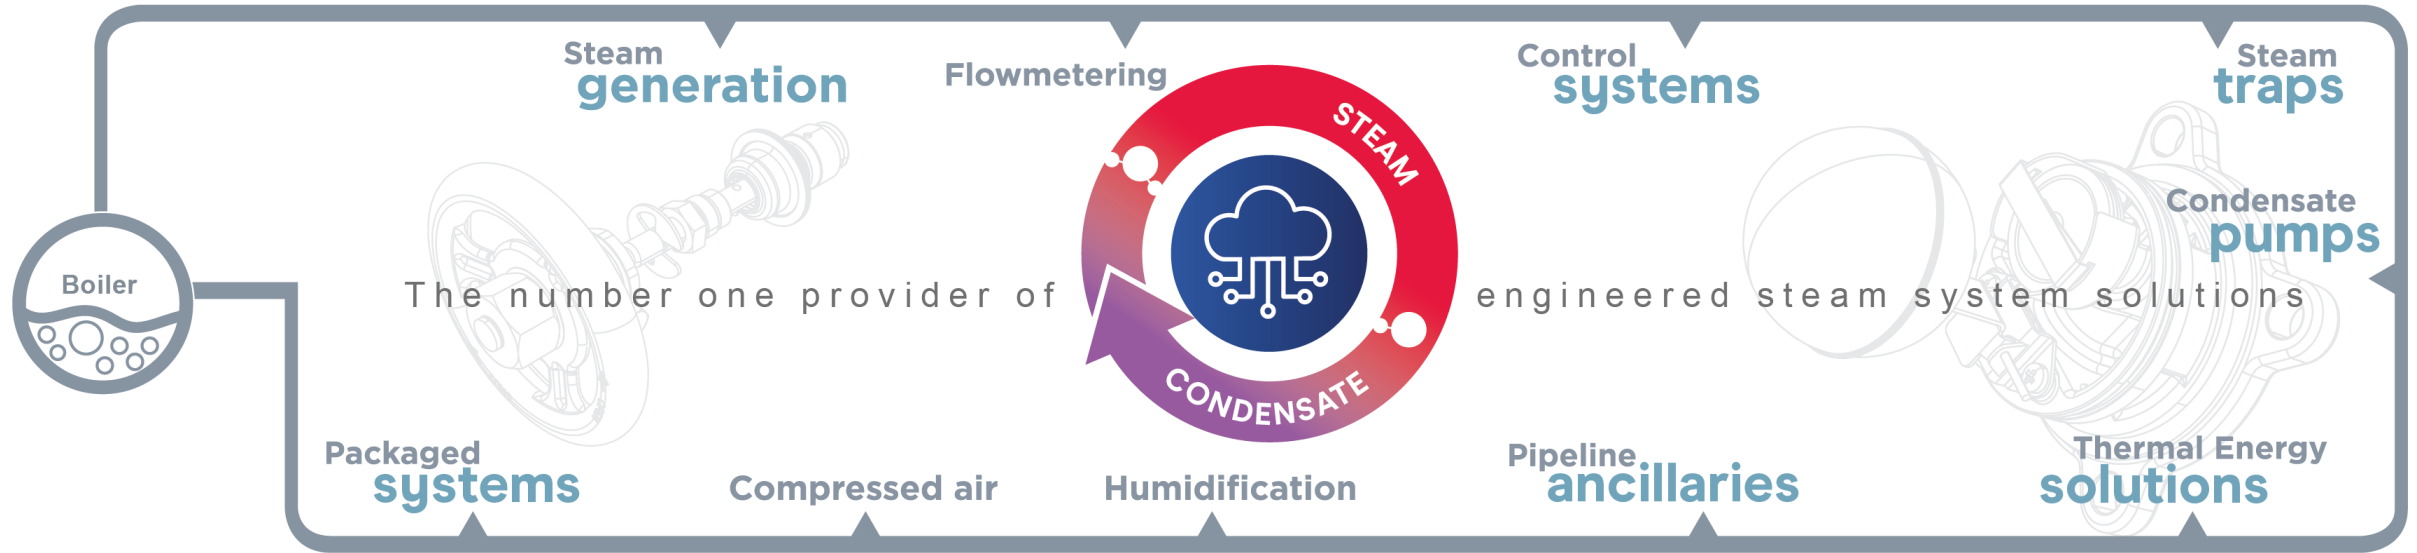 Steam
generation
Flowmetering
Control
systems
Steam
traps
STEAM
Condensate
pumps
Boiler
The number one provider of
engineered steam system solutions
CONDENSATE
Packaged
systems
Compressed air
Humidification
Pipeline
ancillaries
Thermal Energy
solutions